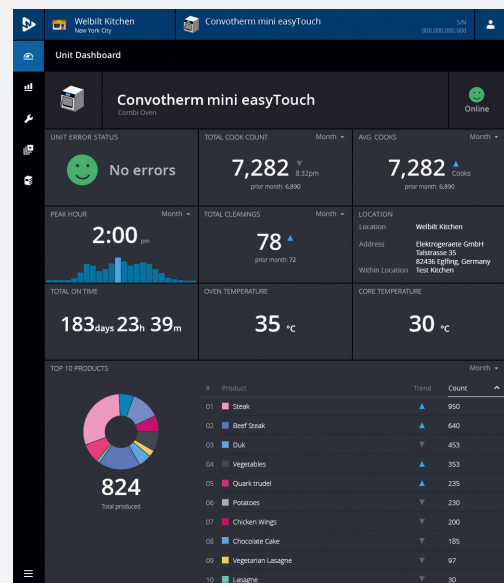 Welbilt Kitchen
New York City
Convotherm mini easyTouch
S/N
000.000.000.000
Unit Dashboard
Convotherm mini easyTouch
Combi Oven
Online
UNIT ERROR STATUS
No errors
TOTAL COOK COUNT Month
7,282 8:32pm
prior month: 6,890
AVG. COOKS Month
7,282 Cooks
prior month: 6,890
PEAK HOUR Month
2:00 pm
TOTAL CLEANINGS Month
78
prior month: 72
LOCATION
Location Welbilt Kitchen
Address Elektrogeraete GmbH
Talstrasse 35
82436 Eglfing, Germany
Within Location Test Kitchen
TOTAL ON TIME
183days 23h 39m
OVEN TEMPERATURE
35 °C
CORE TEMPERATURE
30 °C
TOP 10 PRODUCTS Month
824
Total produced
# Product Trend Count
01 Steak 950
02 Beef Steak 640
03 Duk 453
04 Vegetables 353
05 Quark trudel 235
06 Potatoes 230
07 Chicken Wings 200
08 Chocolate Cake 185
09 Vegetarian Lasagne 97
10 Lasagne 30